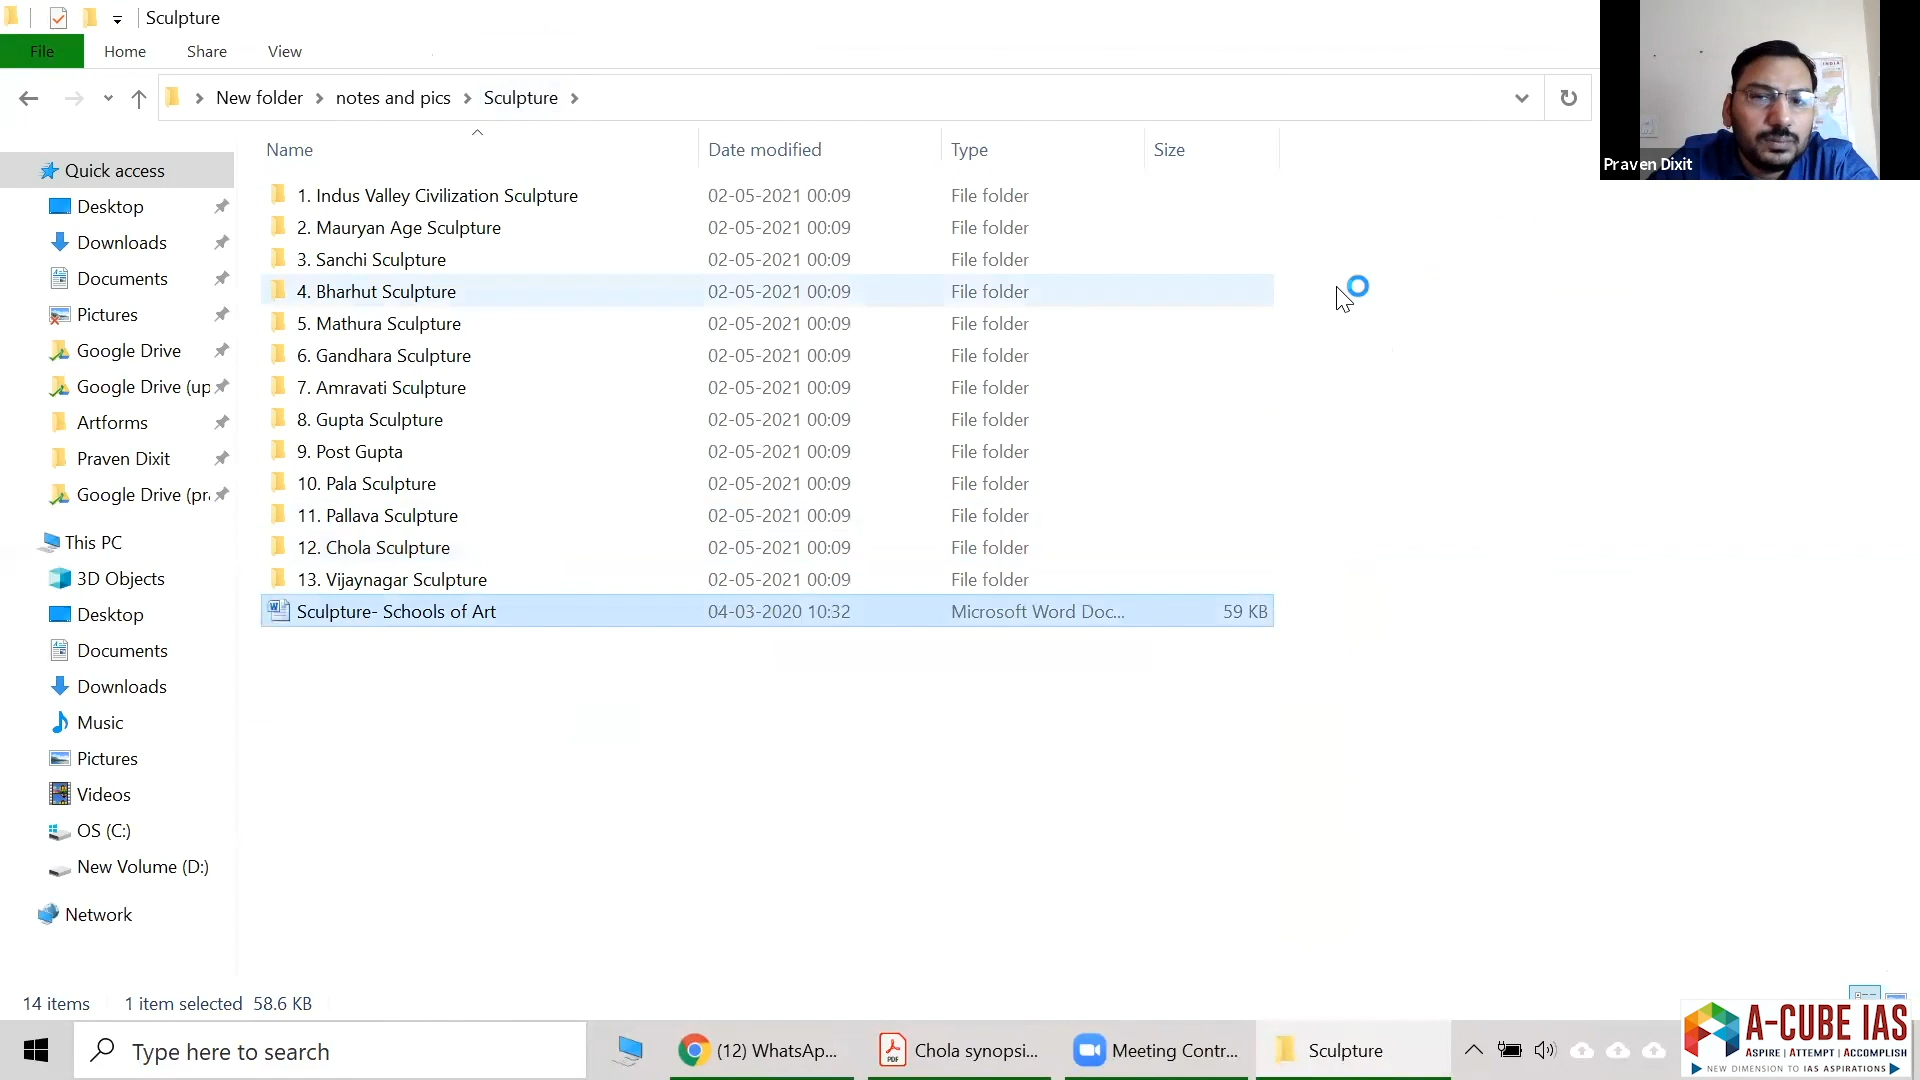 Sculpture
File Home Share View
New folder notes and pics Sculpture
Name Date modified Type Size
Quick access
Desktop
Downloads
Documents
Pictures
Google Drive
Google Drive (up
Artforms
Praven Dixit
Google Drive (pr
This PC
3D Objects
Desktop
Documents
Downloads
Music
Pictures
Videos
OS (C:)
New Volume (D:)
Network
1. Indus Valley Civilization Sculpture 02-05-2021 00:09 File folder
2. Mauryan Age Sculpture 02-05-2021 00:09 File folder
3. Sanchi Sculpture 02-05-2021 00:09 File folder
4. Bharhut Sculpture 02-05-2021 00:09 File folder
5. Mathura Sculpture 02-05-2021 00:09 File folder
6. Gandhara Sculpture 02-05-2021 00:09 File folder
7. Amravati Sculpture 02-05-2021 00:09 File folder
8. Gupta Sculpture 02-05-2021 00:09 File folder
9. Post Gupta 02-05-2021 00:09 File folder
10. Pala Sculpture 02-05-2021 00:09 File folder
11. Pallava Sculpture 02-05-2021 00:09 File folder
12. Chola Sculpture 02-05-2021 00:09 File folder
13. Vijaynagar Sculpture 02-05-2021 00:09 File folder
Sculpture- Schools of Art 04-03-2020 10:32 Microsoft Word Doc... 59 KB
INDIA
Praven Dixit
14 items 1 item selected 58.6 KB
Type here to search
(12) WhatsAp...
Chola synopsi...
Meeting Contr...
Sculpture
A-CUBE IAS
ASPIRE | ATTEMPT | ACCOMPLISH
NEW DIMENSION TO IAS ASPIRATIONS